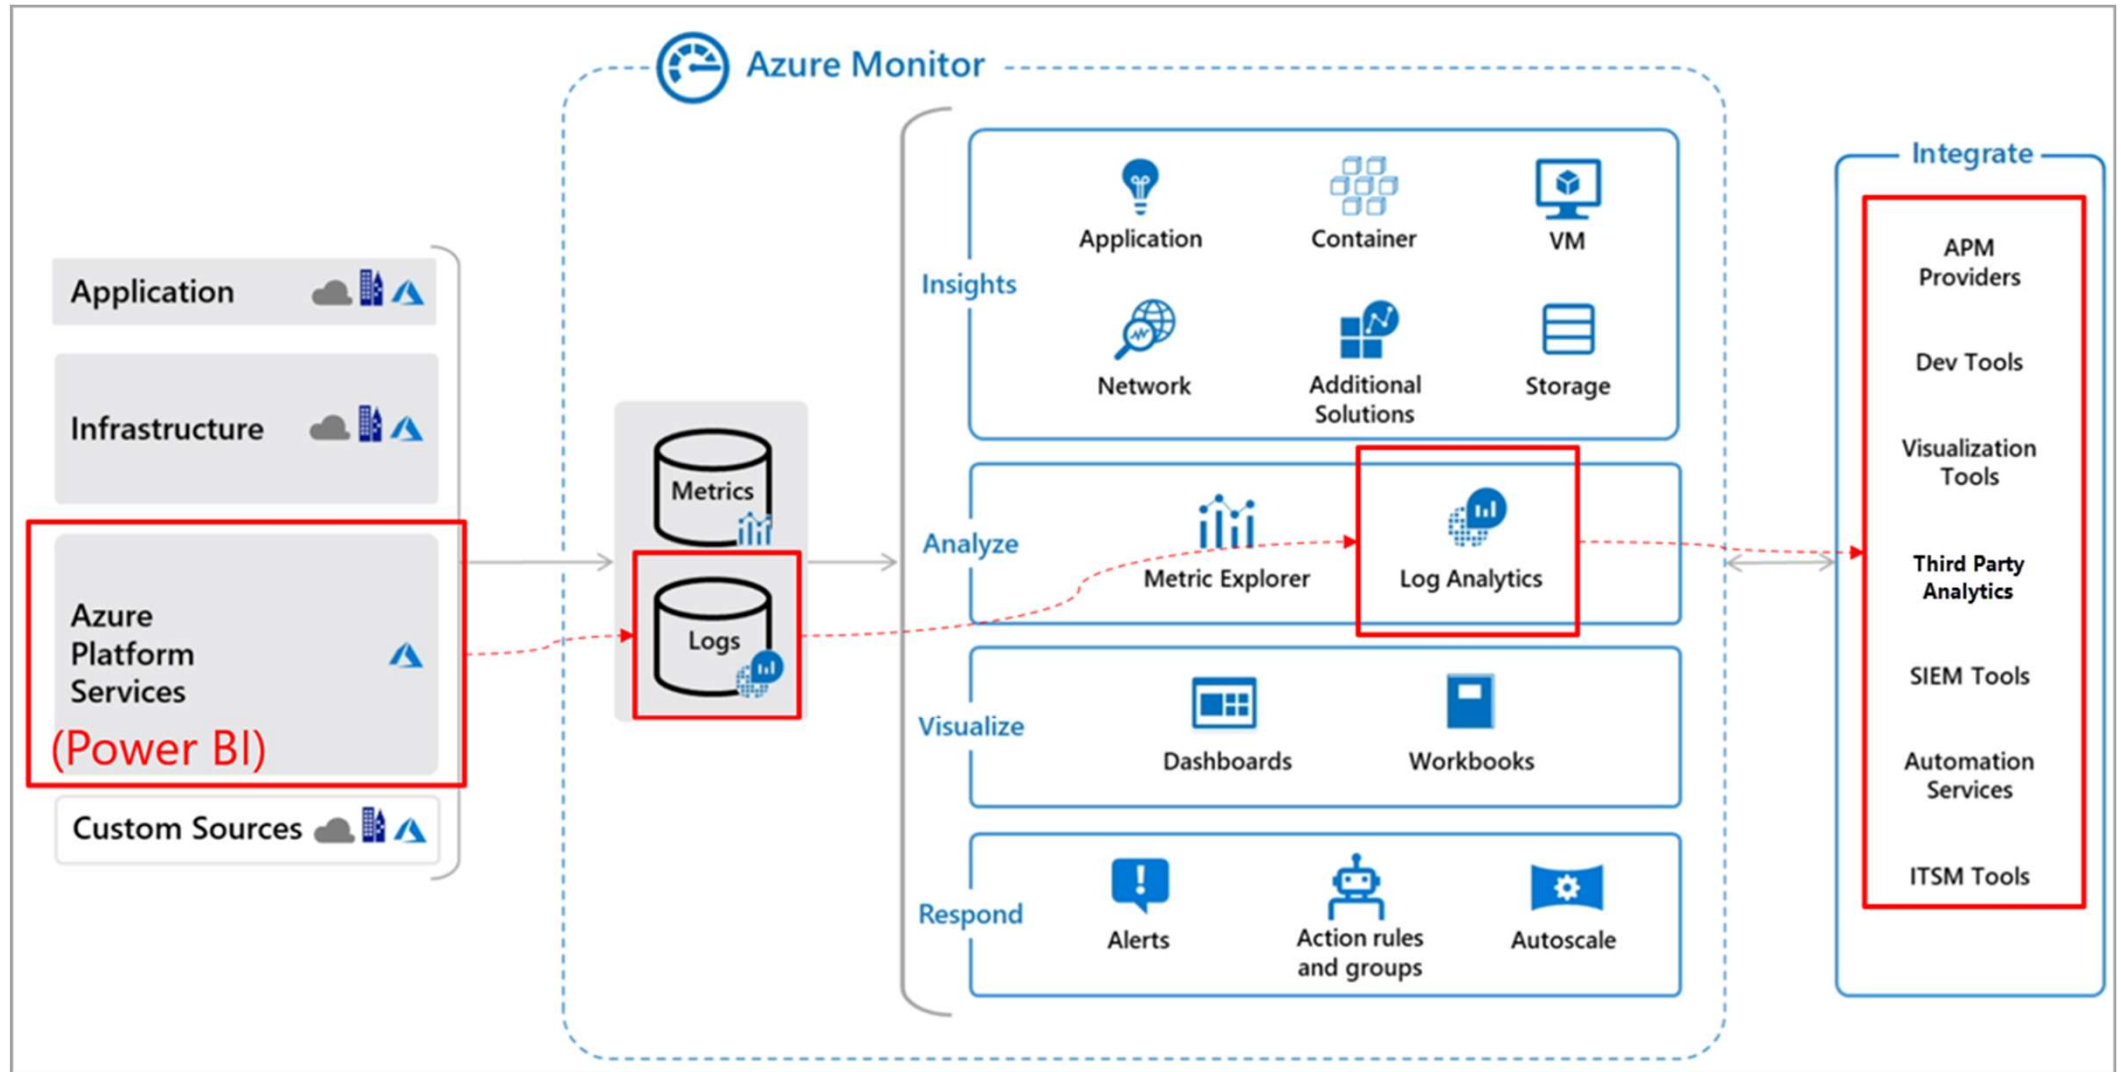 Azure Monitor
Application
Infrastructure
Azure
Platform
Services
(Power BI)
Custom Sources
Metrics
Logs
Insights
Application
Container
VM
Network
Additional
Solutions
Storage
Analyze
Metric Explorer
Log Analytics
Visualize
Dashboards
Workbooks
Respond
Alerts
Action rules
and groups
Autoscale
Integrate
APM
Providers
Dev Tools
Visualization
Tools
Third Party
Analytics
SIEM Tools
Automation
Services
ITSM Tools